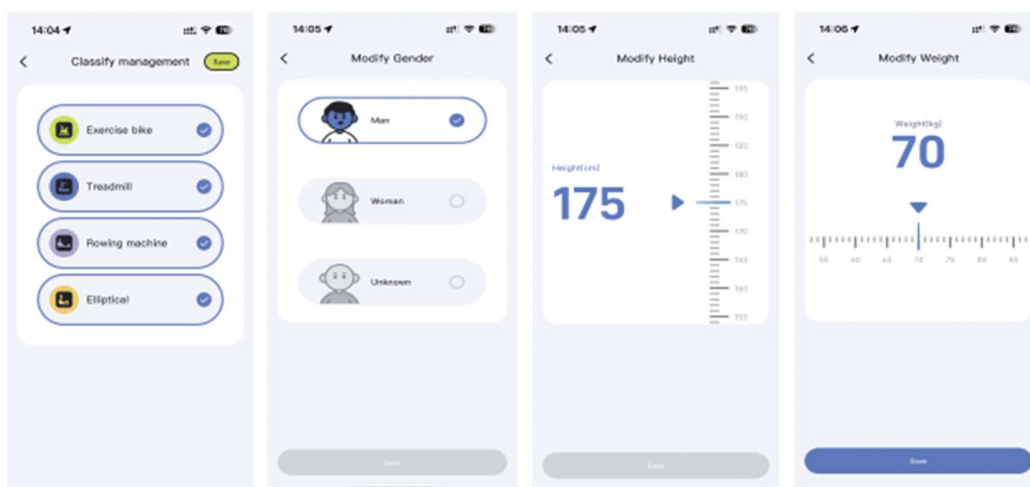 14:04
Classify management
Save
Exercise bike
Treadmill
Rowing machine
Elliptical
14:05
Modify Gender
Man
Woman
Unknown
Save
14:05
Modify Height
195
190
185
Height(cm)
180
175
175
170
165
160
155
Save
14:06
Modify Weight
Weight(kg)
70
55 60 65 70 75 80 85
Save